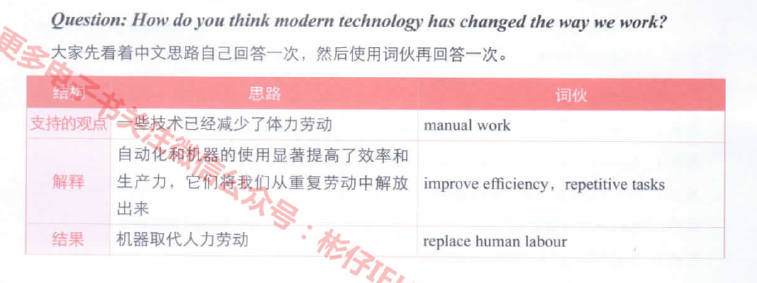 Question: How do you think modern technology has changed the way we work?
大家先看着中文思路自己回答一次，然后使用词伙再回答一次。
结构 思路 词伙
支持的观点 一些技术已经减少了体力劳动 manual work
自动化和机器的使用显著提高了效率和
解释 生产力，它们将我们从重复劳动中解放 improve efficiency，repetitive tasks
出来
结果 机器取代人力劳动 replace human labour
更多电子书关注微信公众号：彬仔IEL